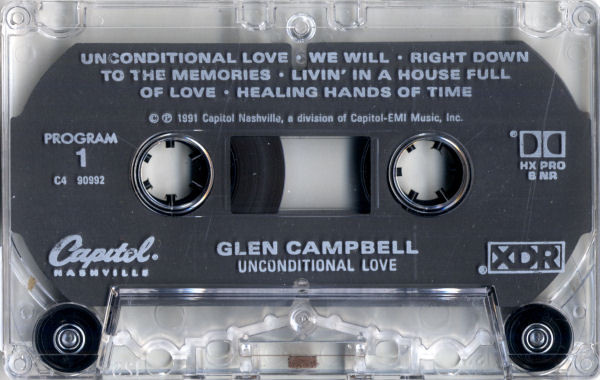 UNCONDITIONAL LOVE · WE WILL · RIGHT DOWN
TO THE MEMORIES · LIVIN' IN A HOUSE FULL
OF LOVE · HEALING HANDS OF TIME
© ℗ 1991 Capitol Nashville, a division of Capitol-EMI Music, Inc.
PROGRAM
1
C4 90992
®
HX PRO
B NR
Capitol®
NASHVILLE
GLEN CAMPBELL
UNCONDITIONAL LOVE
®XDR